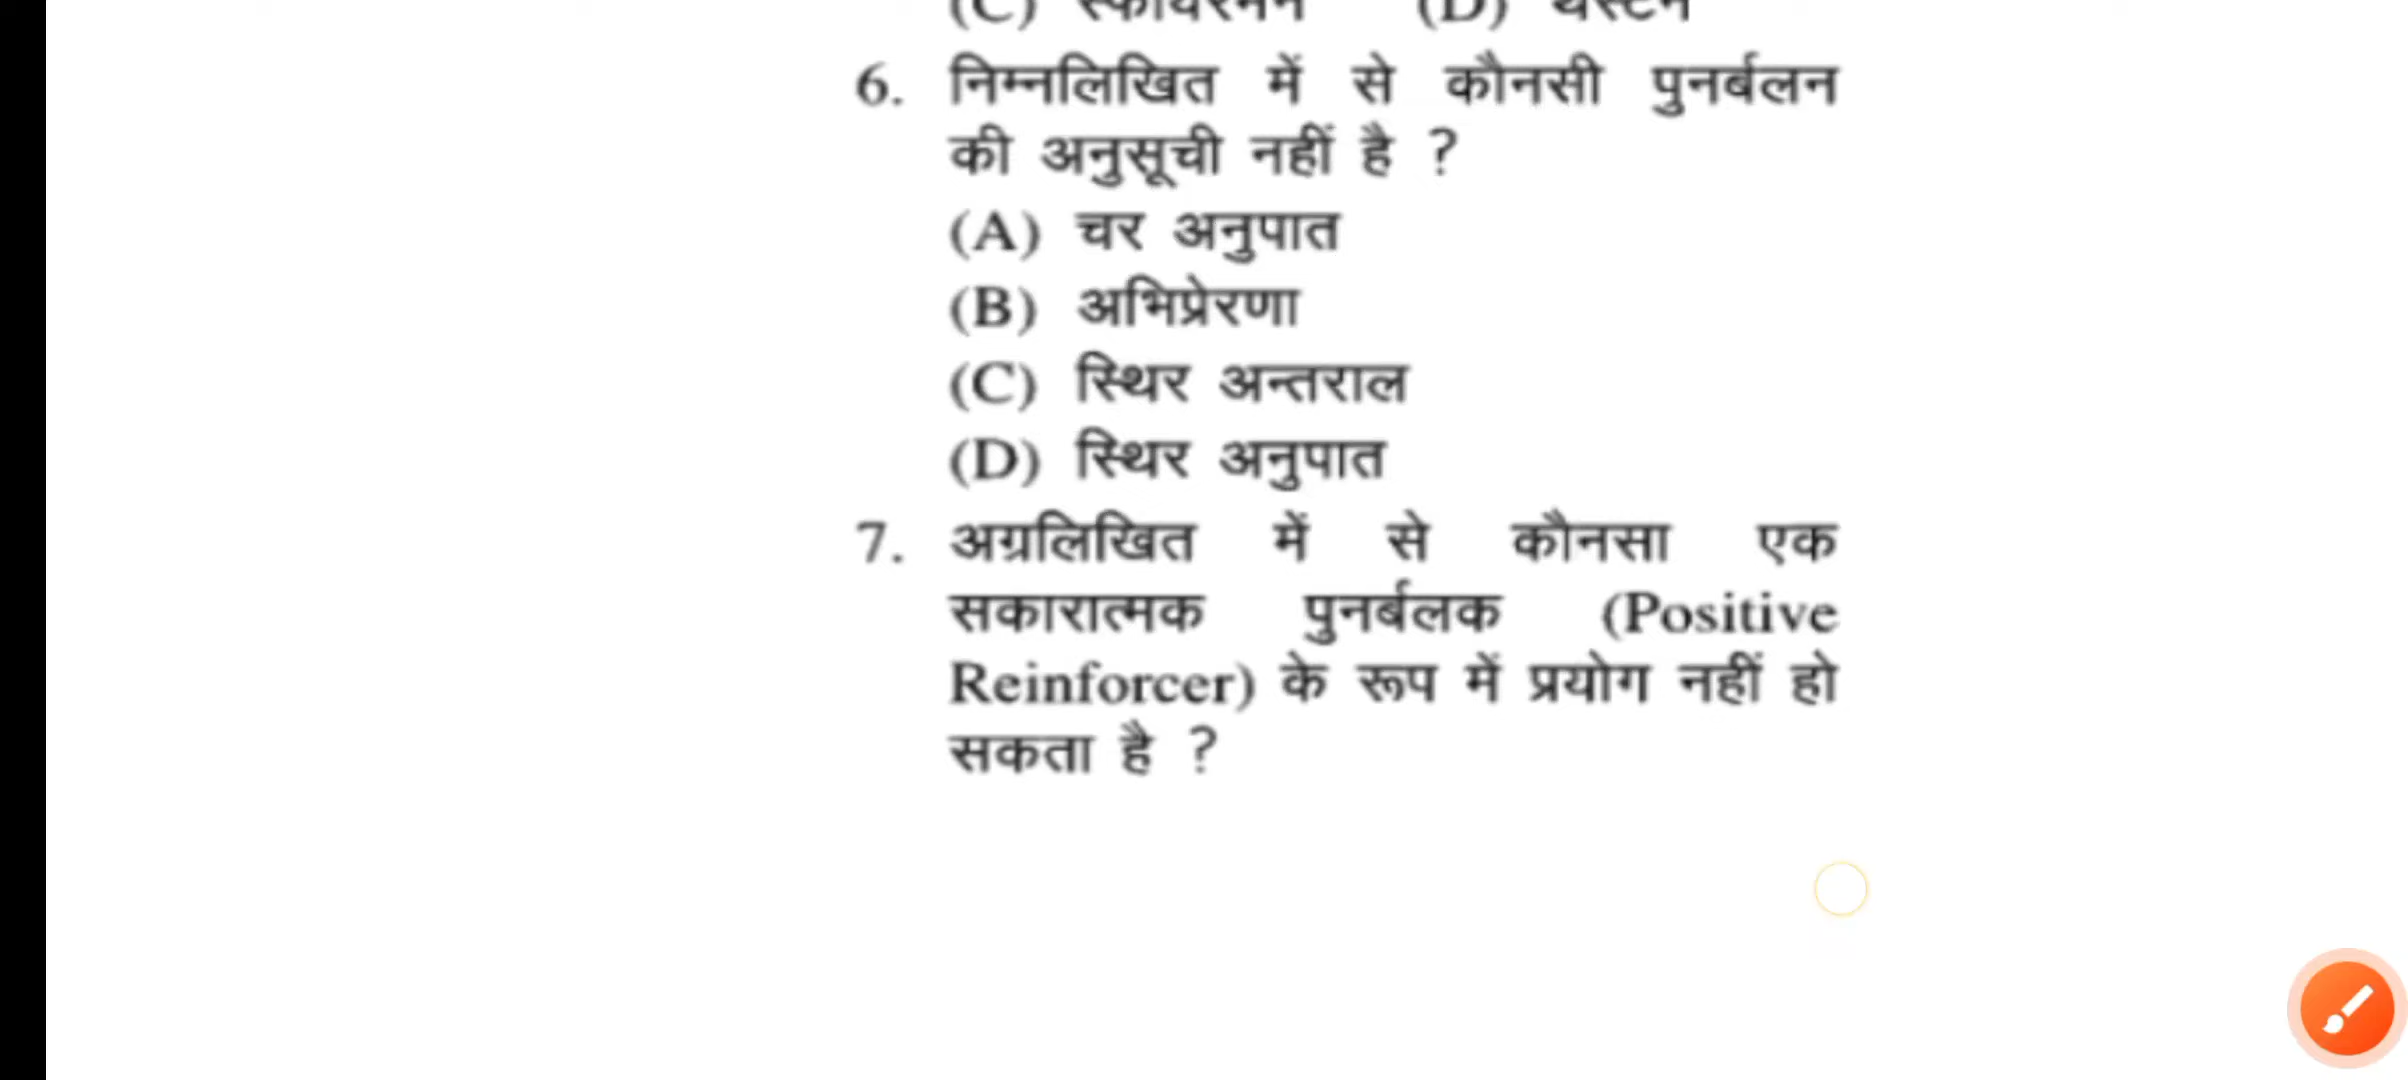 (C) (D)
6. निम्नलिखित में से कौनसी पुनर्बलन
की अनुसूची नहीं है ?
(A) चर अनुपात
(B) अभिप्रेरणा
(C) स्थिर अन्तराल
(D) स्थिर अनुपात
7. अग्रलिखित में से कौनसा एक
सकारात्मक पुनर्बलक (Positive
Reinforcer) के रूप में प्रयोग नहीं हो
सकता है ?